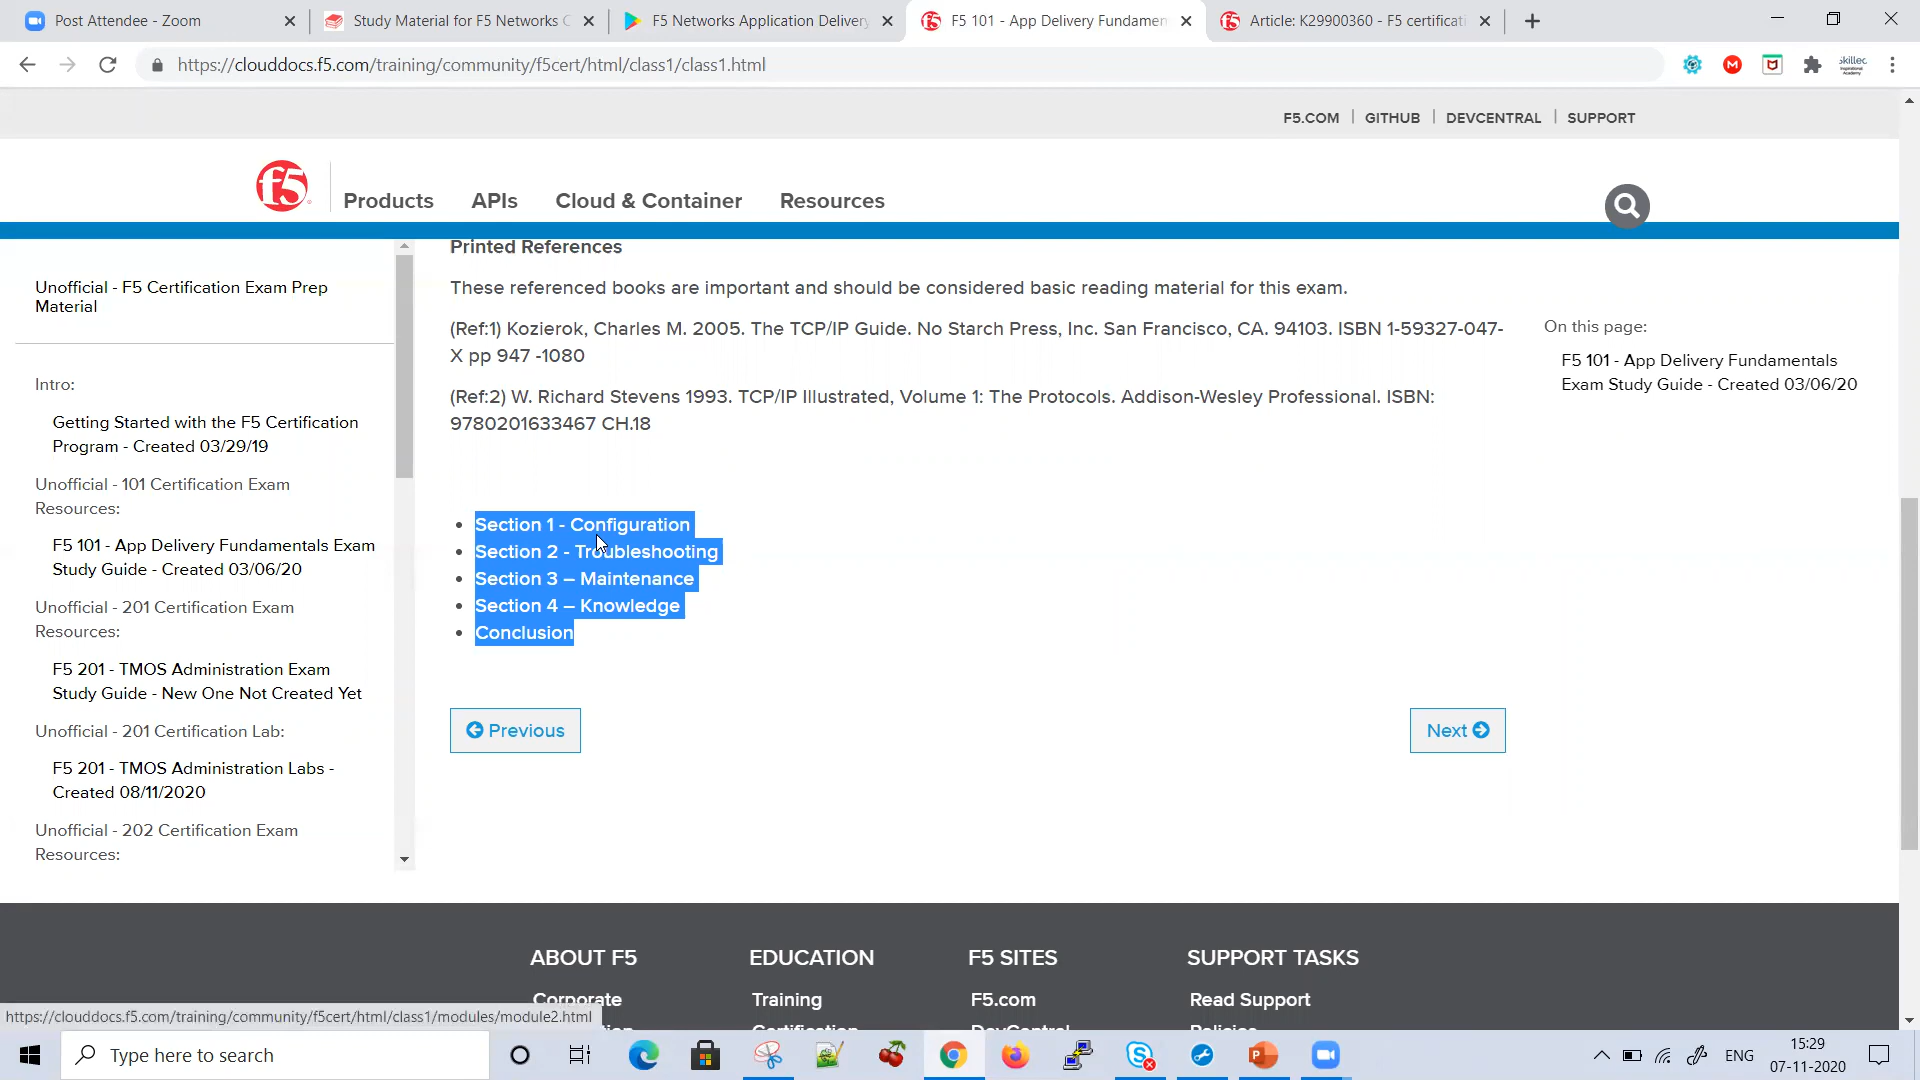 Post Attendee - Zoom
Study Material for F5 Networks C
F5 Networks Application Delivery
F5 101 - App Delivery Fundamen
Article: K29900360 - F5 certificati
https://clouddocs.f5.com/training/community/f5cert/html/class1/class1.html
F5.COM
GITHUB
DEVCENTRAL
SUPPORT
f5
Products
APIs
Cloud & Container
Resources
Unofficial - F5 Certification Exam Prep
Material
Intro:
Getting Started with the F5 Certification
Program - Created 03/29/19
Unofficial - 101 Certification Exam
Resources:
F5 101 - App Delivery Fundamentals Exam
Study Guide - Created 03/06/20
Unofficial - 201 Certification Exam
Resources:
F5 201 - TMOS Administration Exam
Study Guide - New One Not Created Yet
Unofficial - 201 Certification Lab:
F5 201 - TMOS Administration Labs -
Created 08/11/2020
Unofficial - 202 Certification Exam
Resources:
Printed References
These referenced books are important and should be considered basic reading material for this exam.
(Ref:1) Kozierok, Charles M. 2005. The TCP/IP Guide. No Starch Press, Inc. San Francisco, CA. 94103. ISBN 1-59327-047-
X pp 947 -1080
(Ref:2) W. Richard Stevens 1993. TCP/IP Illustrated, Volume 1: The Protocols. Addison-Wesley Professional. ISBN:
9780201633467 CH.18
Section 1 - Configuration
Section 2 - Troubleshooting
Section 3 – Maintenance
Section 4 – Knowledge
Conclusion
Previous
Next
On this page:
F5 101 - App Delivery Fundamentals
Exam Study Guide - Created 03/06/20
ABOUT F5
EDUCATION
F5 SITES
SUPPORT TASKS
Corporate
Training
F5.com
Read Support
Certification
DevCentral
Policies
https://clouddocs.f5.com/training/community/f5cert/html/class1/modules/module2.html
Type here to search
ENG
15:29
07-11-2020